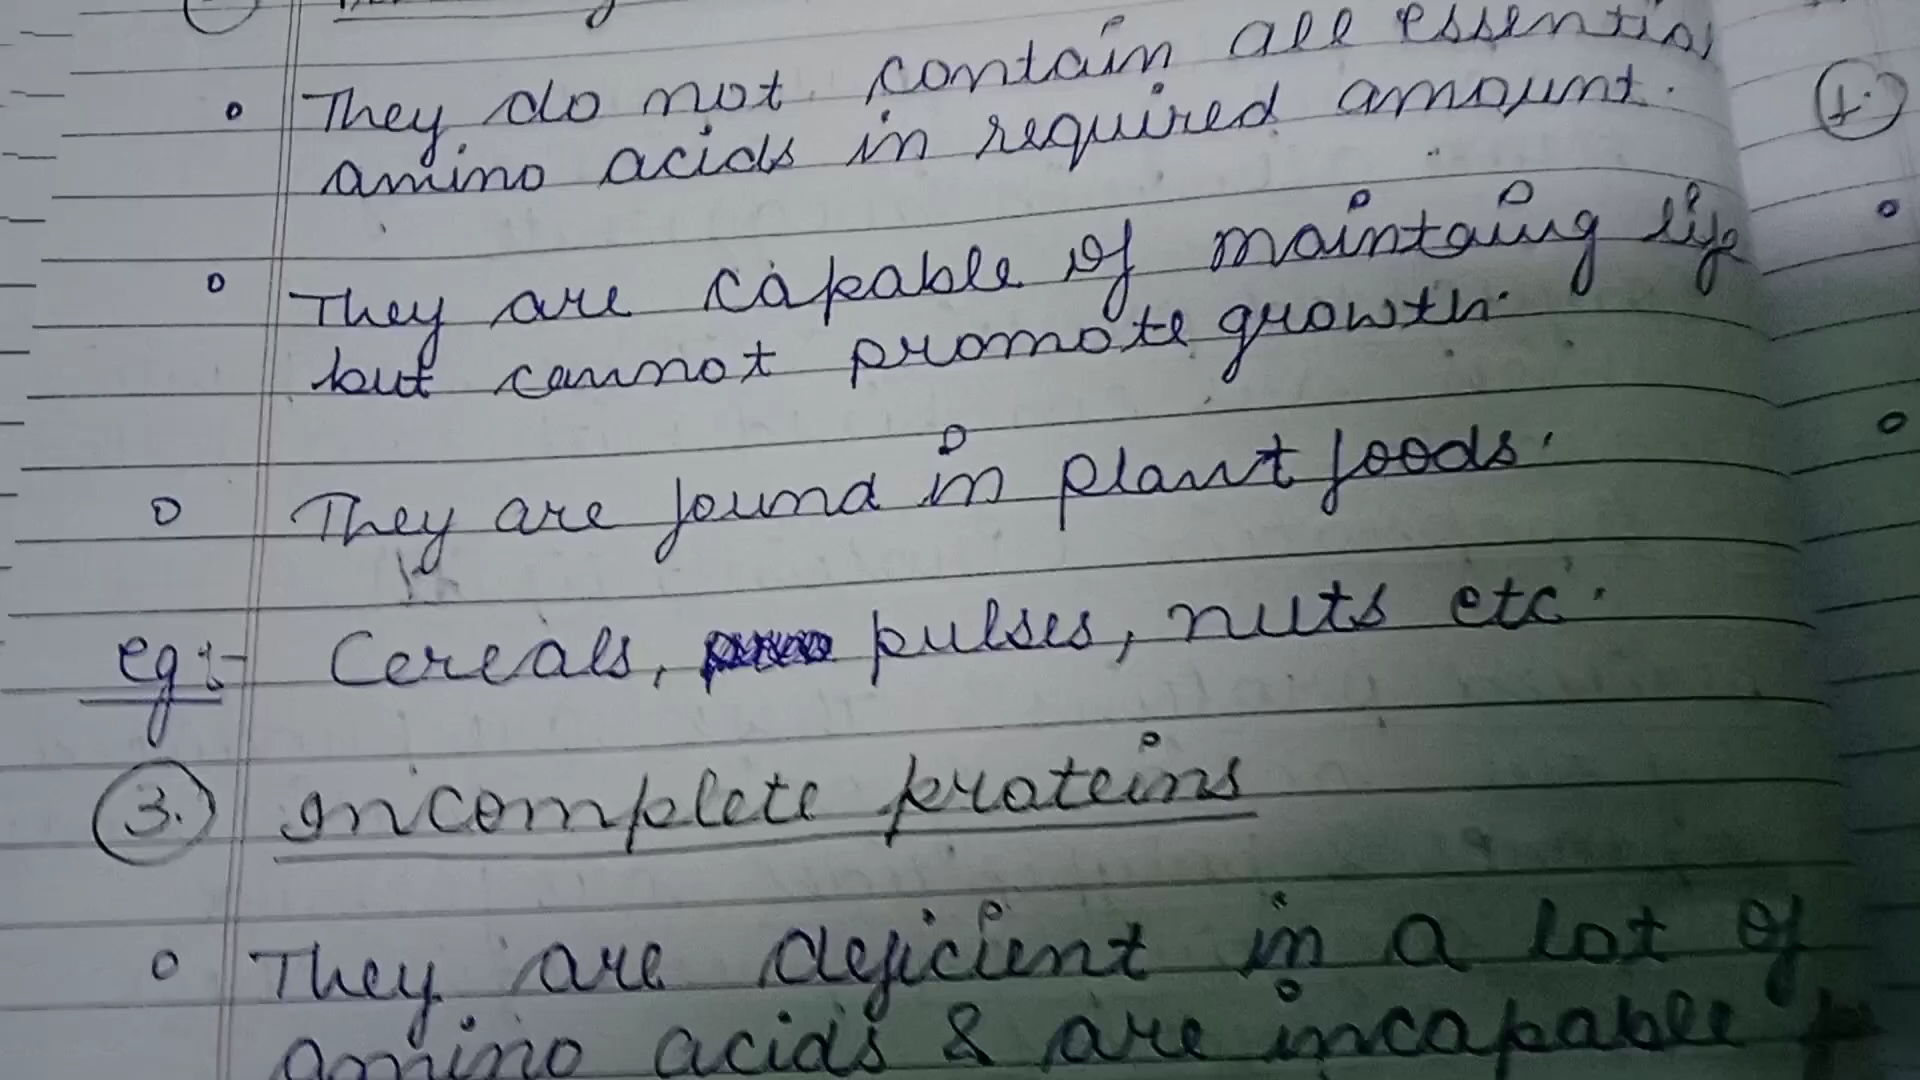 They do not contain all essential
amino acids in required amount.
They are capable of maintaing life
but cannot promote growth.
They are found in plant foods.
eg:- Cereals, pulses, nuts etc.
3. Incomplete proteins
They are deficient in a lot of
amino acids & are incapable